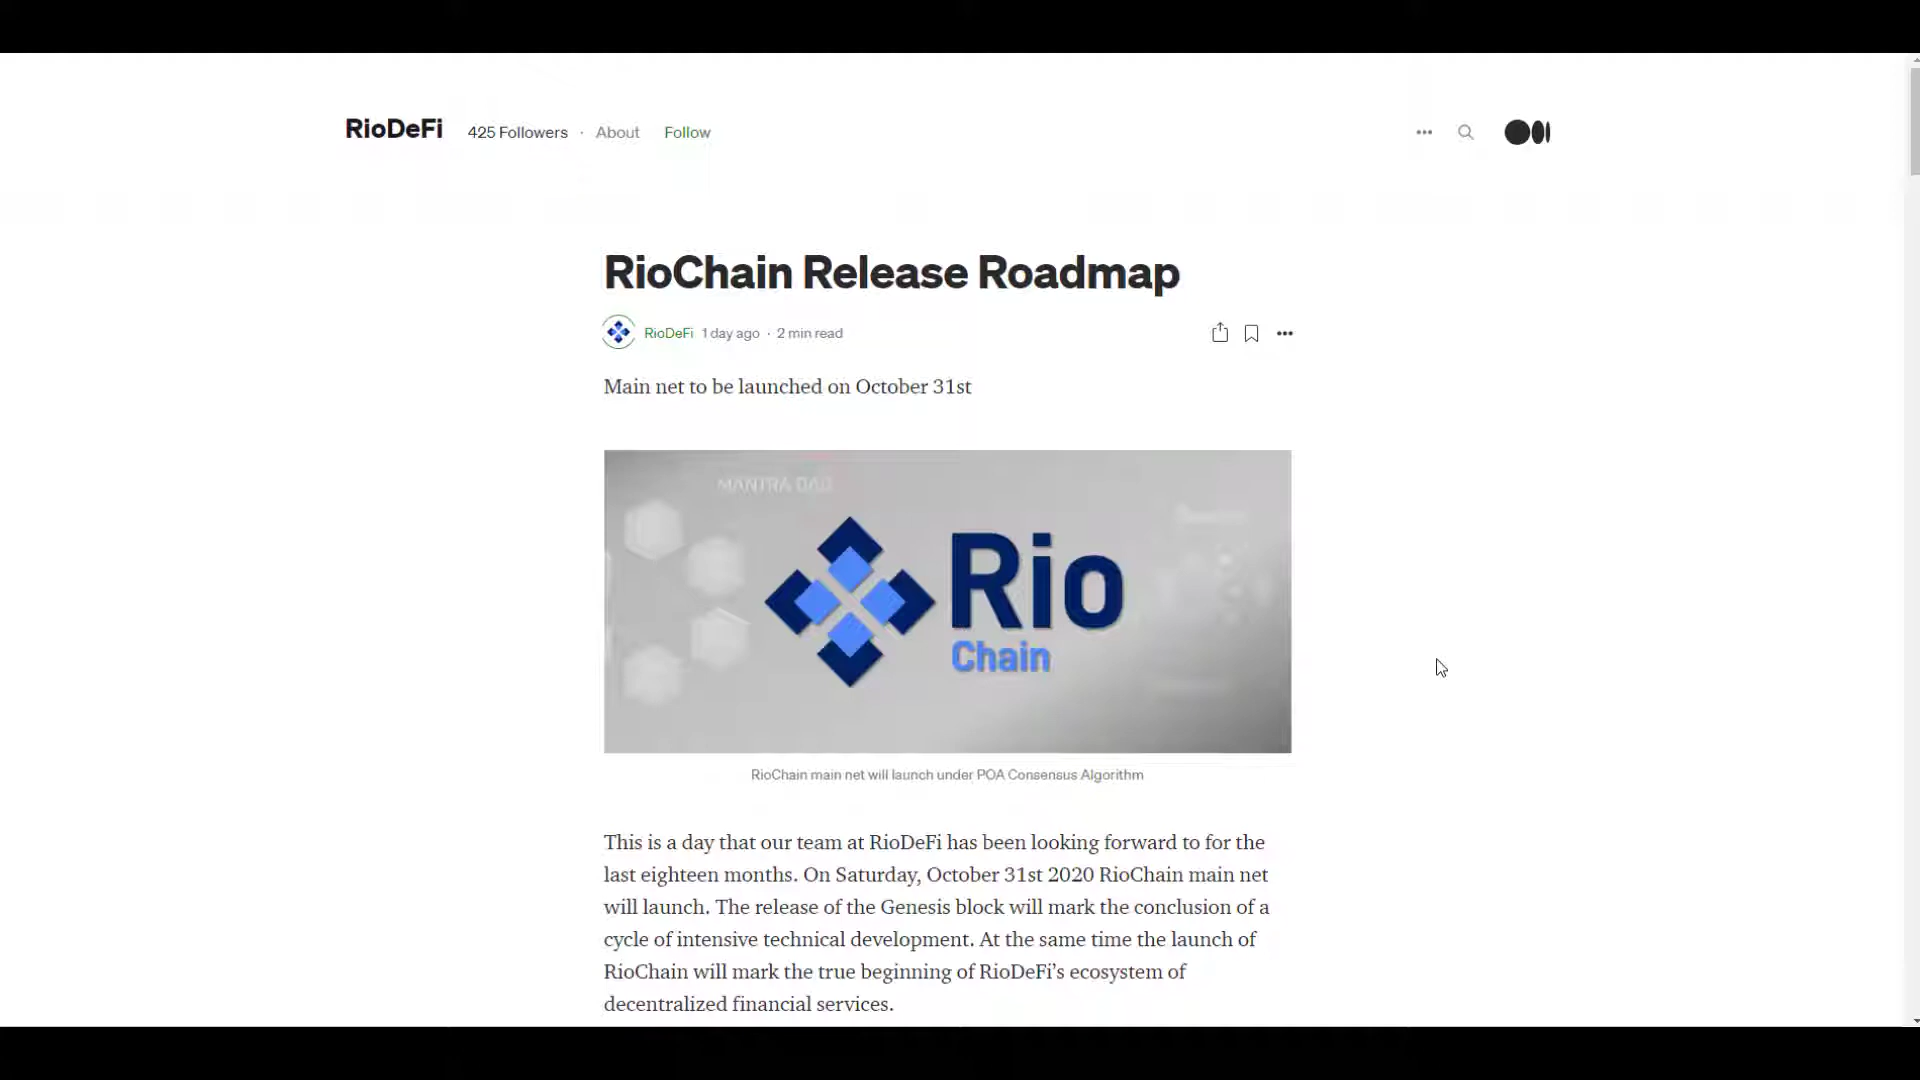 RioDeFi 425 Followers · About Follow
RioChain Release Roadmap
RioDeFi 1 day ago · 2 min read
Main net to be launched on October 31st
MANTRA DAO
Rio
Chain
RioChain main net will launch under POA Consensus Algorithm
This is a day that our team at RioDeFi has been looking forward to for the
last eighteen months. On Saturday, October 31st 2020 RioChain main net
will launch. The release of the Genesis block will mark the conclusion of a
cycle of intensive technical development. At the same time the launch of
RioChain will mark the true beginning of RioDeFi’s ecosystem of
decentralized financial services.